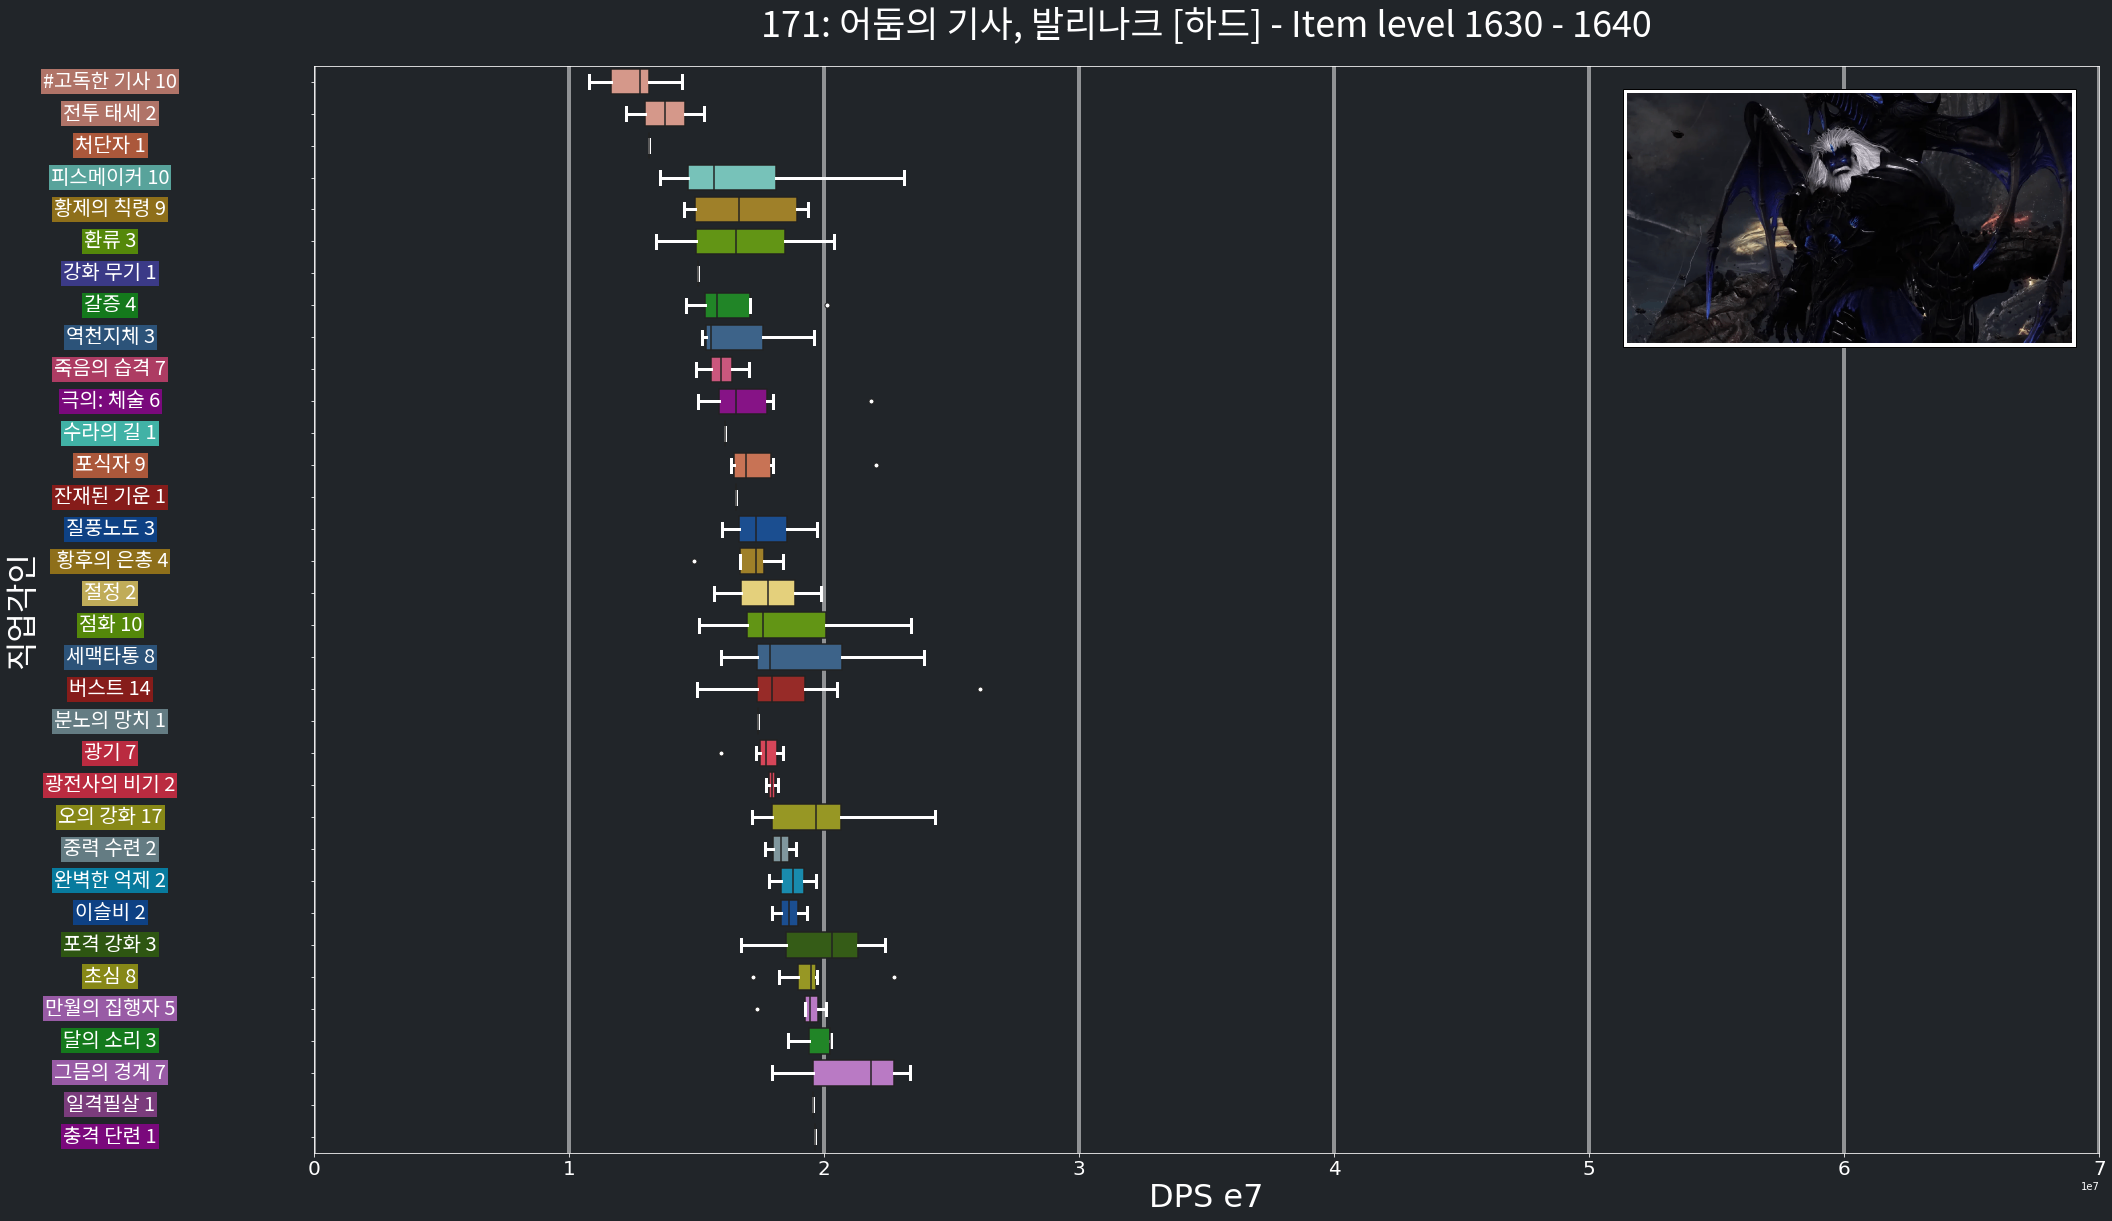 171: 어둠의 기사, 발리나크 [하드] - Item level 1630 - 1640
#고독한 기사 10
전투 태세 2
처단자 1
피스메이커 10
황제의 칙령 9
환류 3
강화 무기 1
갈증 4
역천지체 3
죽음의 습격 7
극의: 체술 6
수라의 길 1
포식자 9
잔재된 기운 1
질풍노도 3
황후의 은총 4
절정 2
점화 10
세맥타통 8
버스트 14
분노의 망치 1
광기 7
광전사의 비기 2
오의 강화 17
중력 수련 2
완벽한 억제 2
이슬비 2
포격 강화 3
초심 8
만월의 집행자 5
달의 소리 3
그믐의 경계 7
일격필살 1
충격 단련 1
직업각인
0 1 2 3 4 5 6 7
1e7
DPS e7